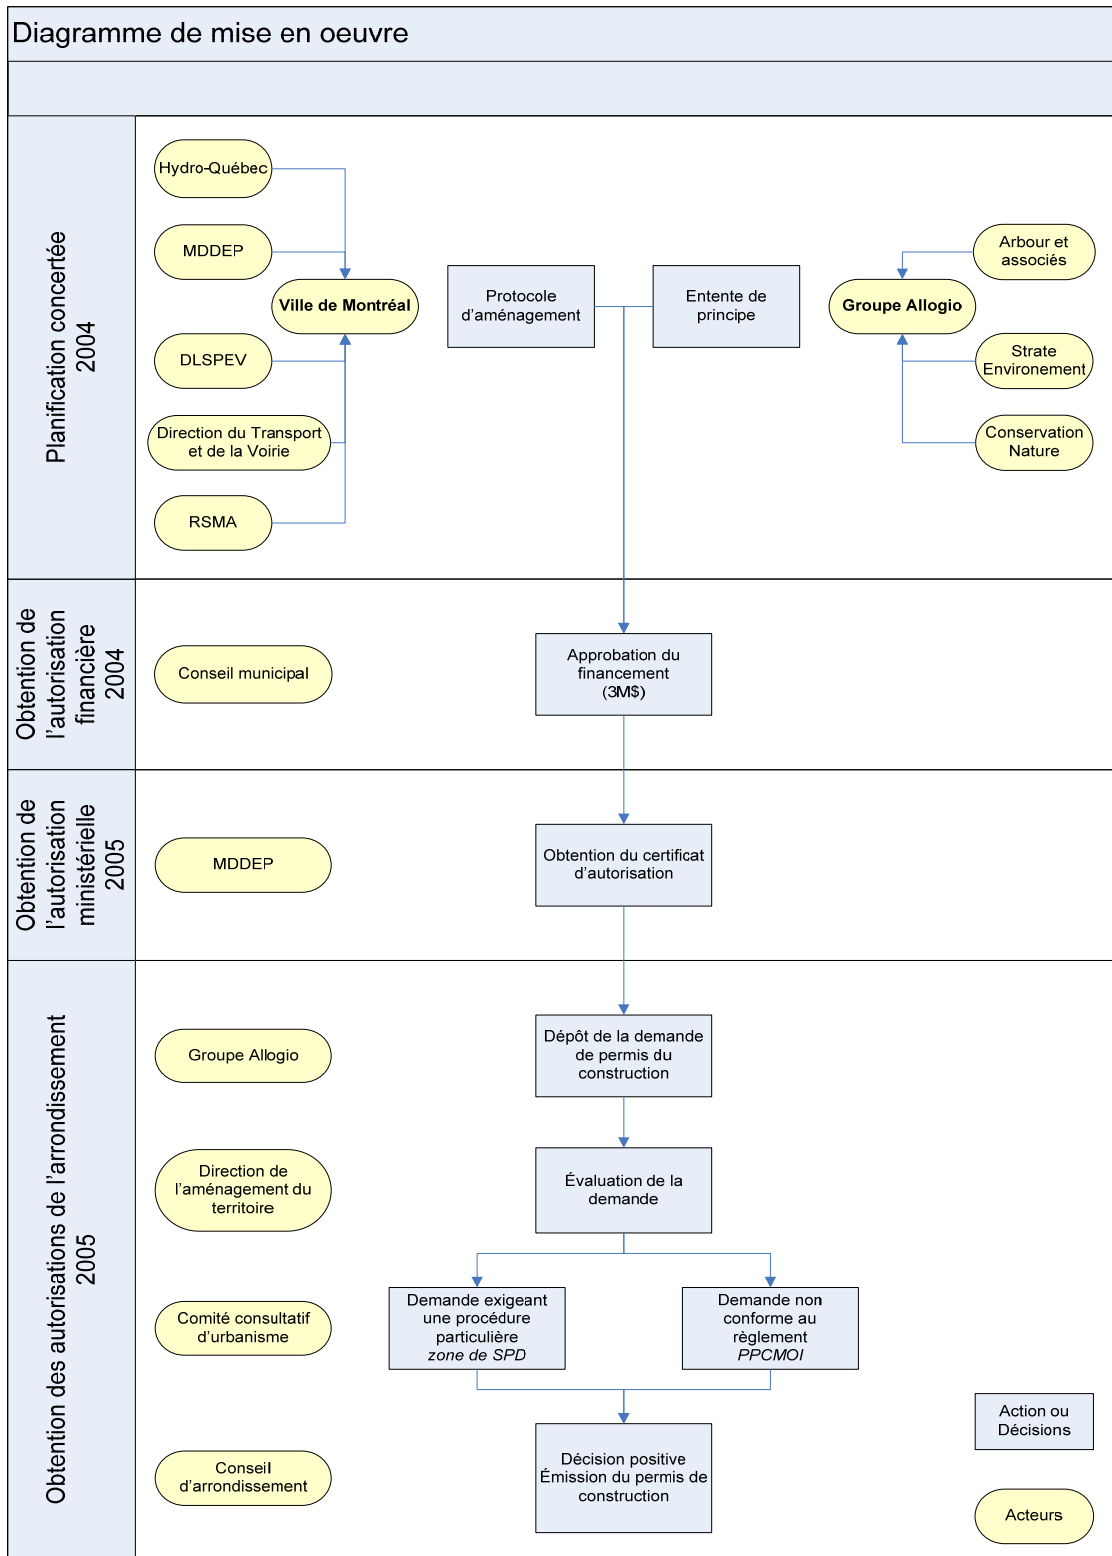 Diagramme de mise en oeuvre
Planification concertée
2004
Hydro-Québec
MDDEP
Ville de Montréal
DLSPEV
Direction du Transport
et de la Voirie
RSMA
Protocole
d’aménagement
Entente de
principe
Arbour et
associés
Groupe Allogio
Strate
Environement
Conservation
Nature
Obtention de
l’autorisation
financière
2004
Conseil municipal
Approbation du
financement
(3M$)
Obtention de
l’autorisation
ministérielle
2005
MDDEP
Obtention du certificat
d’autorisation
Obtention des autorisations de l’arrondissement
2005
Groupe Allogio
Dépôt de la demande
de permis du
construction
Direction de
l’aménagement du
territoire
Évaluation de la
demande
Comité consultatif
d’urbanisme
Demande exigeant
une procédure
particulière
zone de SPD
Demande non
conforme au
règlement
PPCMOI
Conseil
d’arrondissement
Décision positive
Émission du permis de
construction
Action ou
Décisions
Acteurs